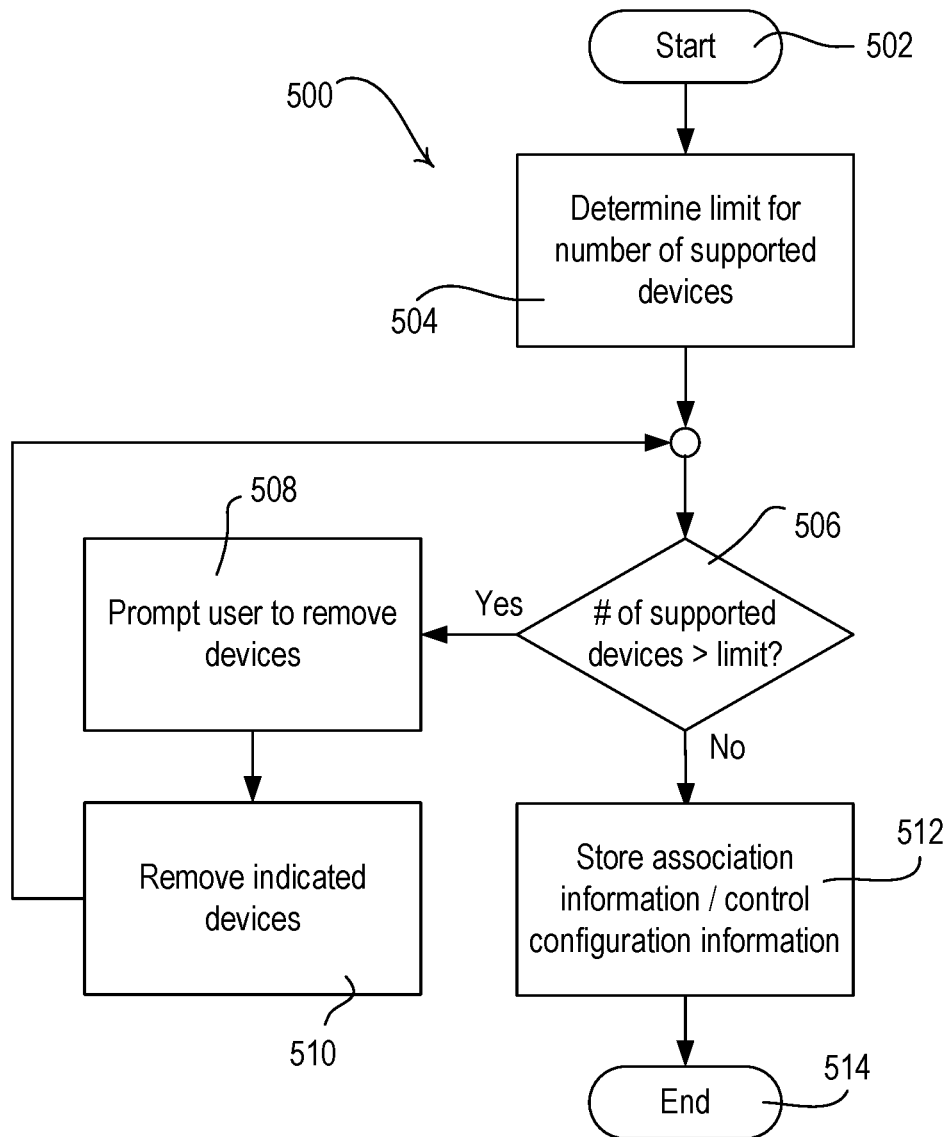 Start
502
500
Determine limit for
number of supported
devices
504
508
506
Prompt user to remove
devices
Yes
# of supported
devices > limit?
No
Remove indicated
devices
510
Store association
information / control
configuration information
512
End
514